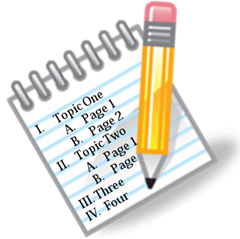 I. Topic One
A. Page 1
B. Page 2
II. Topic Two
A. Page 1
B. Page
III. Three
IV. Four